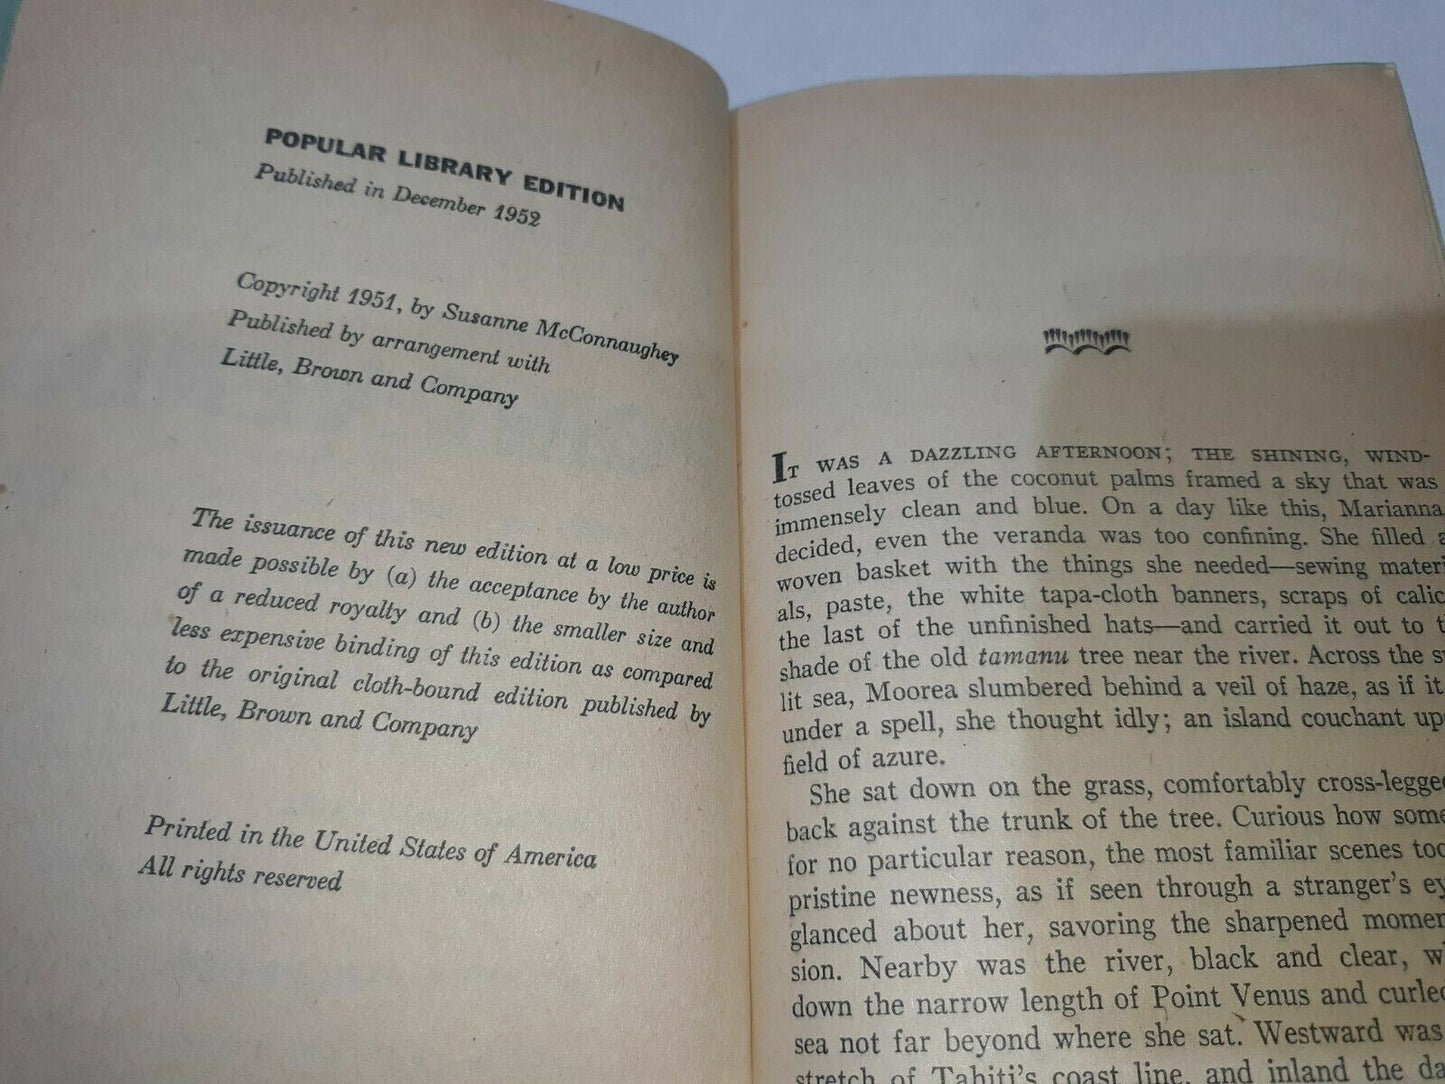 POPULAR LIBRARY EDITION
Published in December 1952
Copyright 1951, by Susanne McConnaughey
Published by arrangement with
Little, Brown and Company
The issuance of this new edition at a low price is
made possible by (a) the acceptance by the author
of a reduced royalty and (b) the smaller size and
less expensive binding of this edition as compared
to the original cloth-bound edition published by
Little, Brown and Company
Printed in the United States of America
All rights reserved
IT WAS A DAZZLING AFTERNOON; THE SHINING, WIND-
tossed leaves of the coconut palms framed a sky that was
immensely clean and blue. On a day like this, Marianna
decided, even the veranda was too confining. She filled a
woven basket with the things she needed—sewing materi
als, paste, the white tapa-cloth banners, scraps of calic
the last of the unfinished hats—and carried it out to t
shade of the old tamanu tree near the river. Across the s
lit sea, Moorea slumbered behind a veil of haze, as if it
under a spell, she thought idly; an island couchant up
field of azure.
She sat down on the grass, comfortably cross-legge
back against the trunk of the tree. Curious how some
for no particular reason, the most familiar scenes too
pristine newness, as if seen through a stranger's ey
glanced about her, savoring the sharpened momen
sion. Nearby was the river, black and clear, w
down the narrow length of Point Venus and curled
sea not far beyond where she sat. Westward was
stretch of Tahiti's coast line, and inland the da